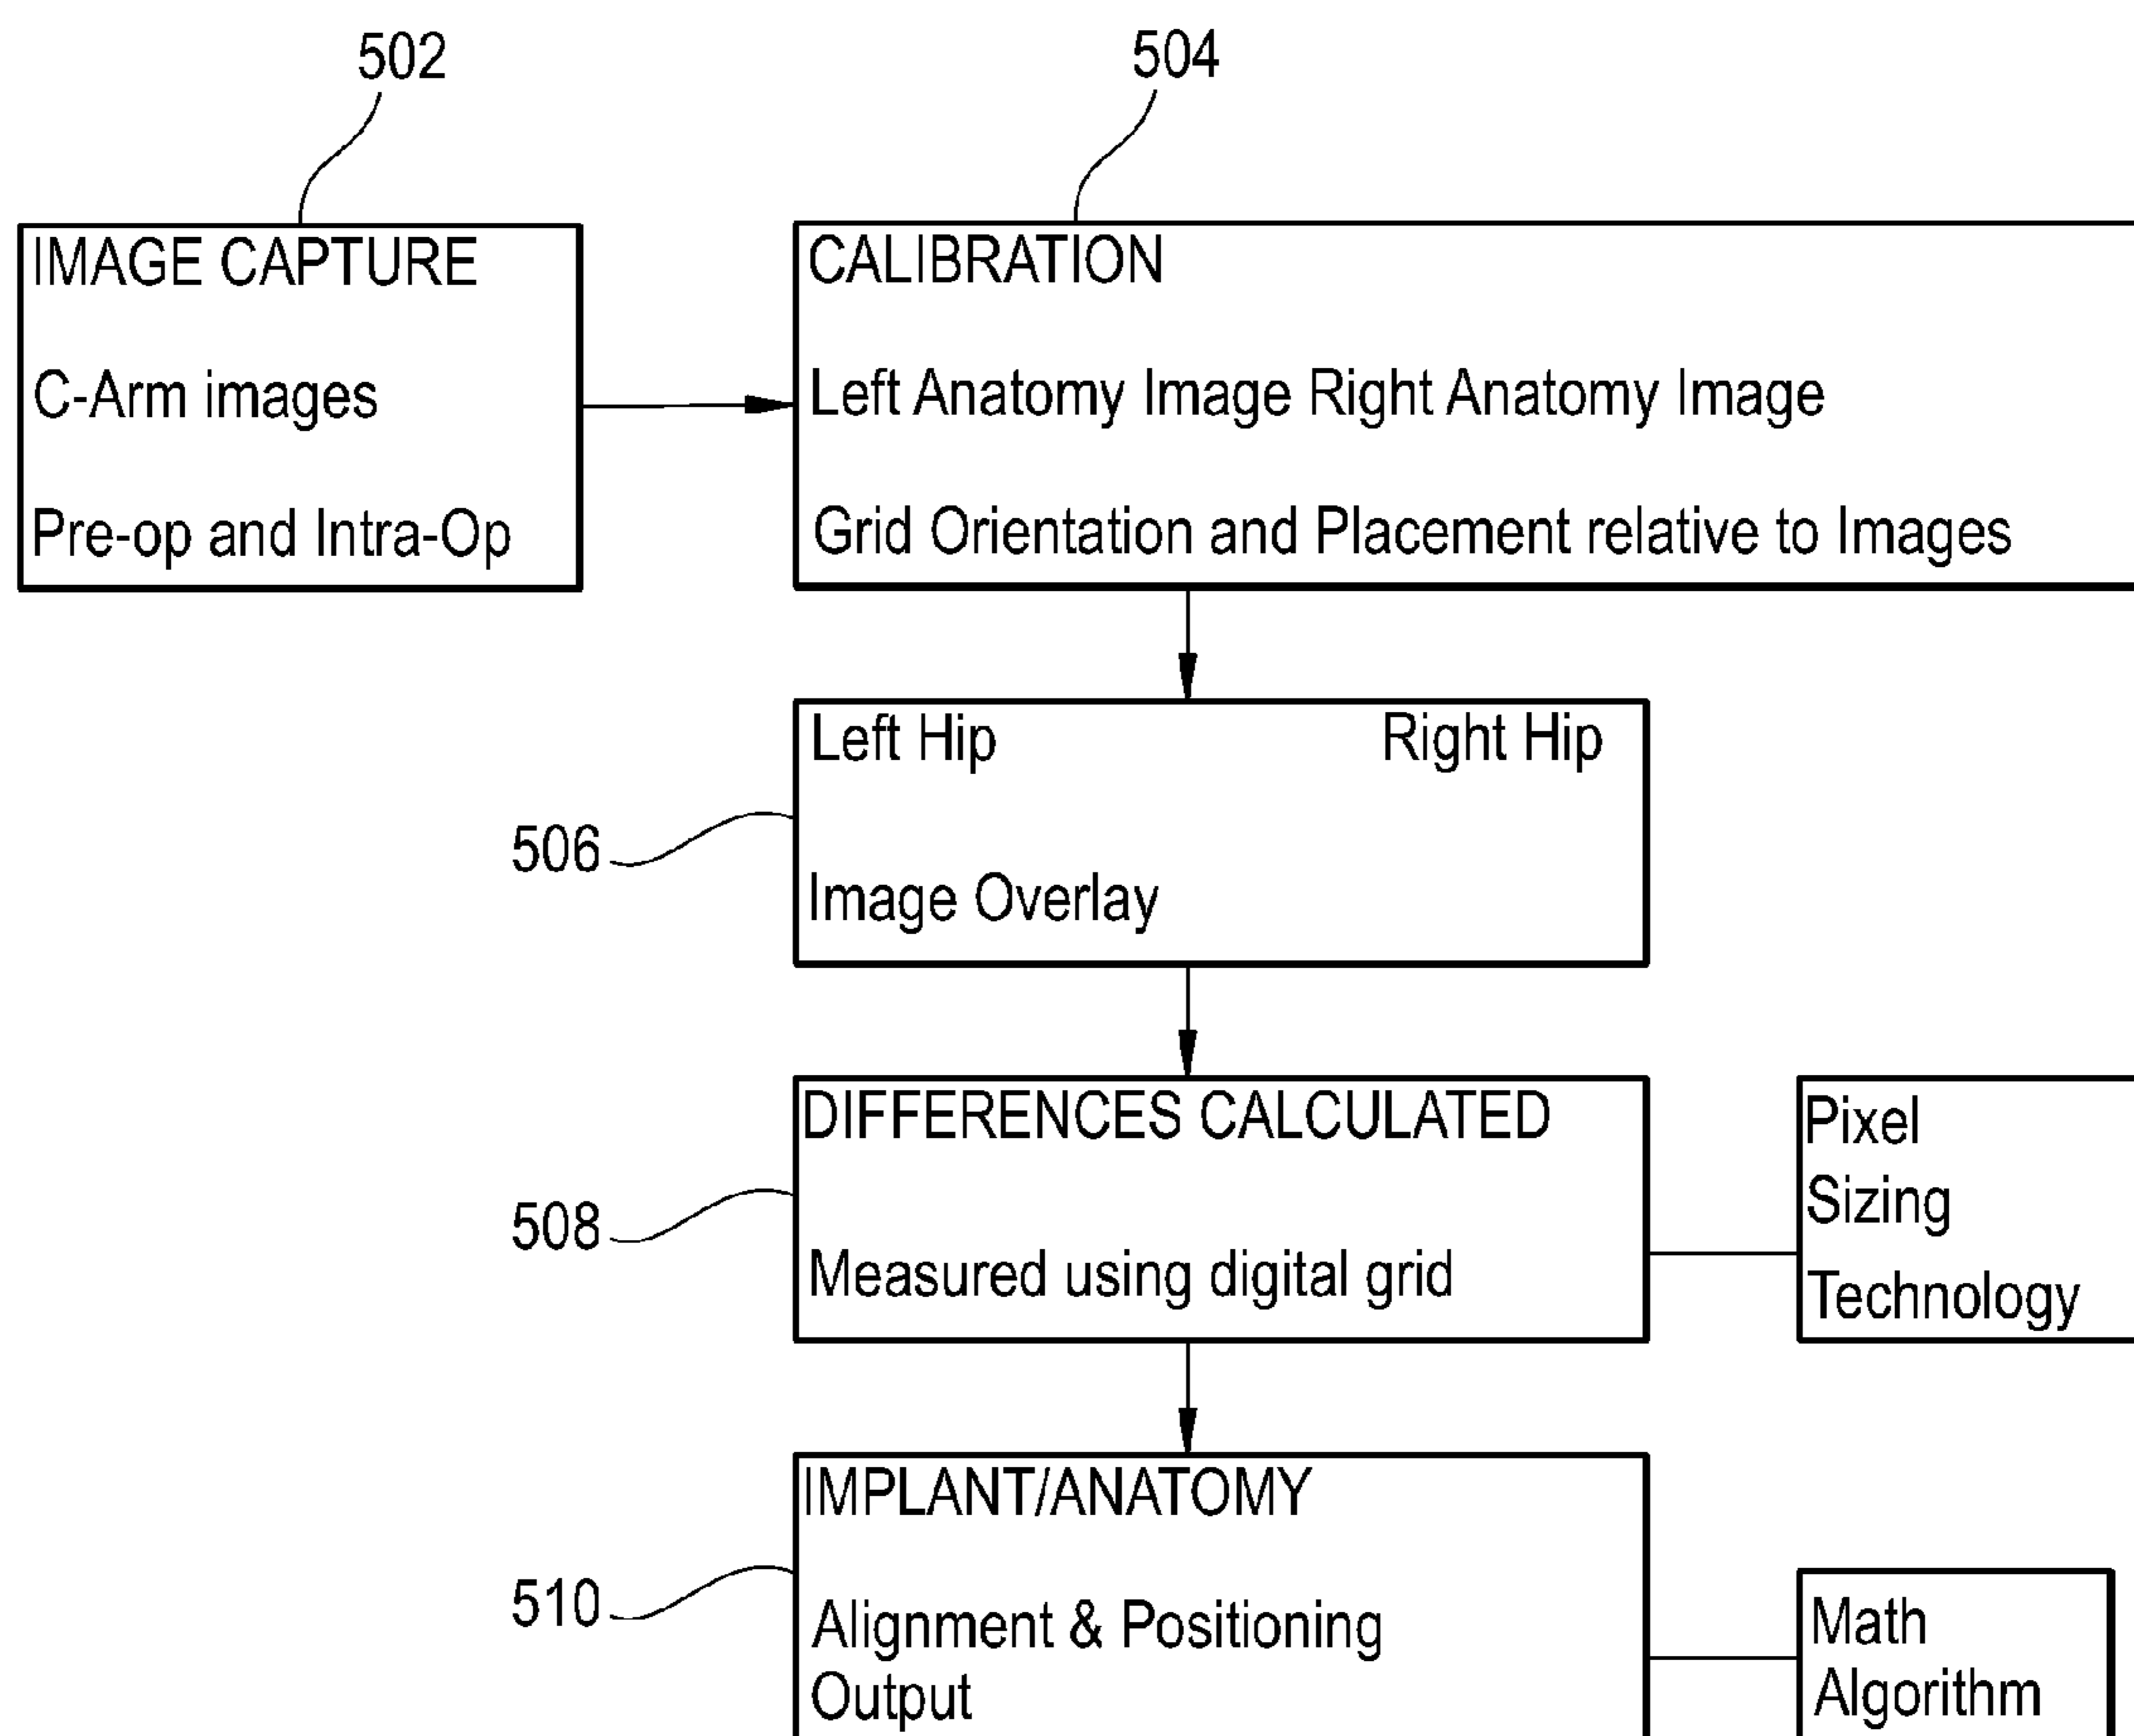 502
504
IMAGE CAPTURE
C-Arm images
Pre-op and Intra-Op
CALIBRATION
Left Anatomy Image Right Anatomy Image
Grid Orientation and Placement relative to Images
506
Left Hip Right Hip
Image Overlay
508
DIFFERENCES CALCULATED
Measured using digital grid
Pixel
Sizing
Technology
510
IMPLANT/ANATOMY
Alignment & Positioning
Output
Math
Algorithm